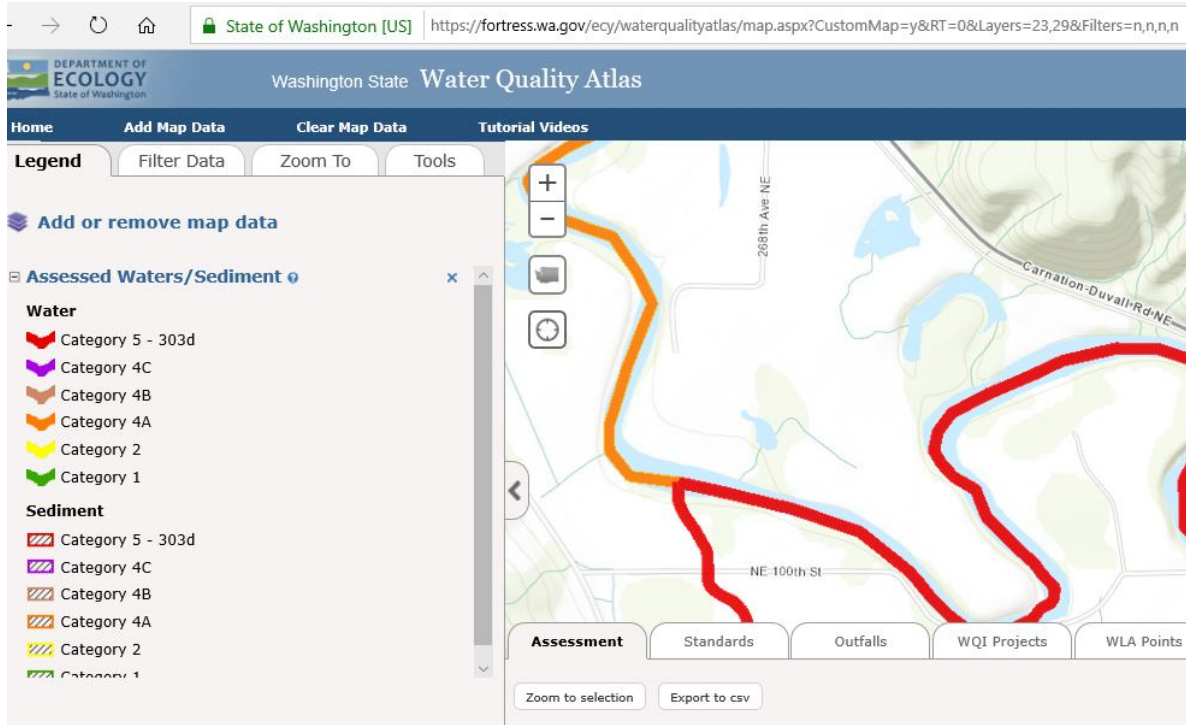 State of Washington [US] https://fortress.wa.gov/ecy/waterqualityatlas/map.aspx?CustomMap=y&RT=0&Layers=23,29&Filters=n,n,n,n
DEPARTMENT OF
ECOLOGY
State of Washington
Washington State Water Quality Atlas
Home Add Map Data Clear Map Data Tutorial Videos
Legend Filter Data Zoom To Tools
Add or remove map data
Assessed Waters/Sediment
Water
Category 5 - 303d
Category 4C
Category 4B
Category 4A
Category 2
Category 1
Sediment
Category 5 - 303d
Category 4C
Category 4B
Category 4A
Category 2
Category 1
+
−
268th Ave NE
Carnation-Duvall-Rd-NE
NE 100th St
Assessment Standards Outfalls WQI Projects WLA Points
Zoom to selection Export to csv